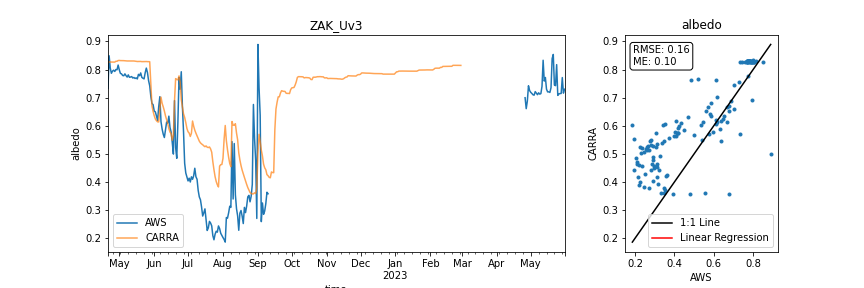 ZAK_Uv3
albedo
0.9
0.8
0.7
0.6
0.5
0.4
0.3
0.2
AWS
CARRA
May Jun Jul Aug Sep Oct Nov Dec Jan Feb Mar Apr May
2023
time
albedo
CARRA
0.9
0.8
0.7
0.6
0.5
0.4
0.3
0.2
RMSE: 0.16
ME: 0.10
1:1 Line
Linear Regression
0.2 0.4 0.6 0.8
AWS